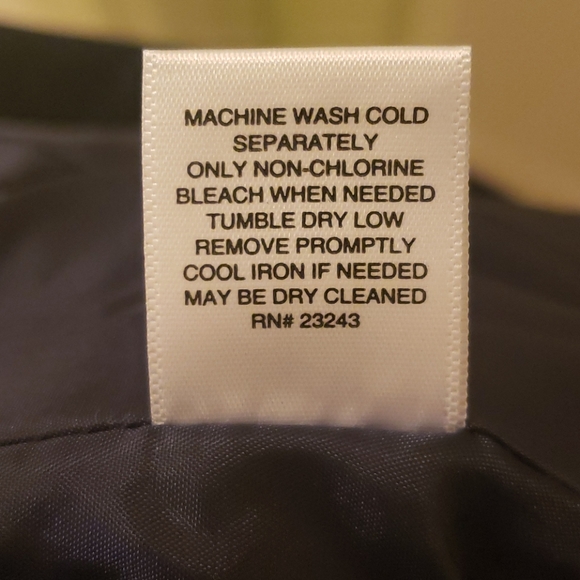 MACHINE WASH COLD
SEPARATELY
ONLY NON-CHLORINE
BLEACH WHEN NEEDED
TUMBLE DRY LOW
REMOVE PROMPTLY
COOL IRON IF NEEDED
MAY BE DRY CLEANED
RN# 23243